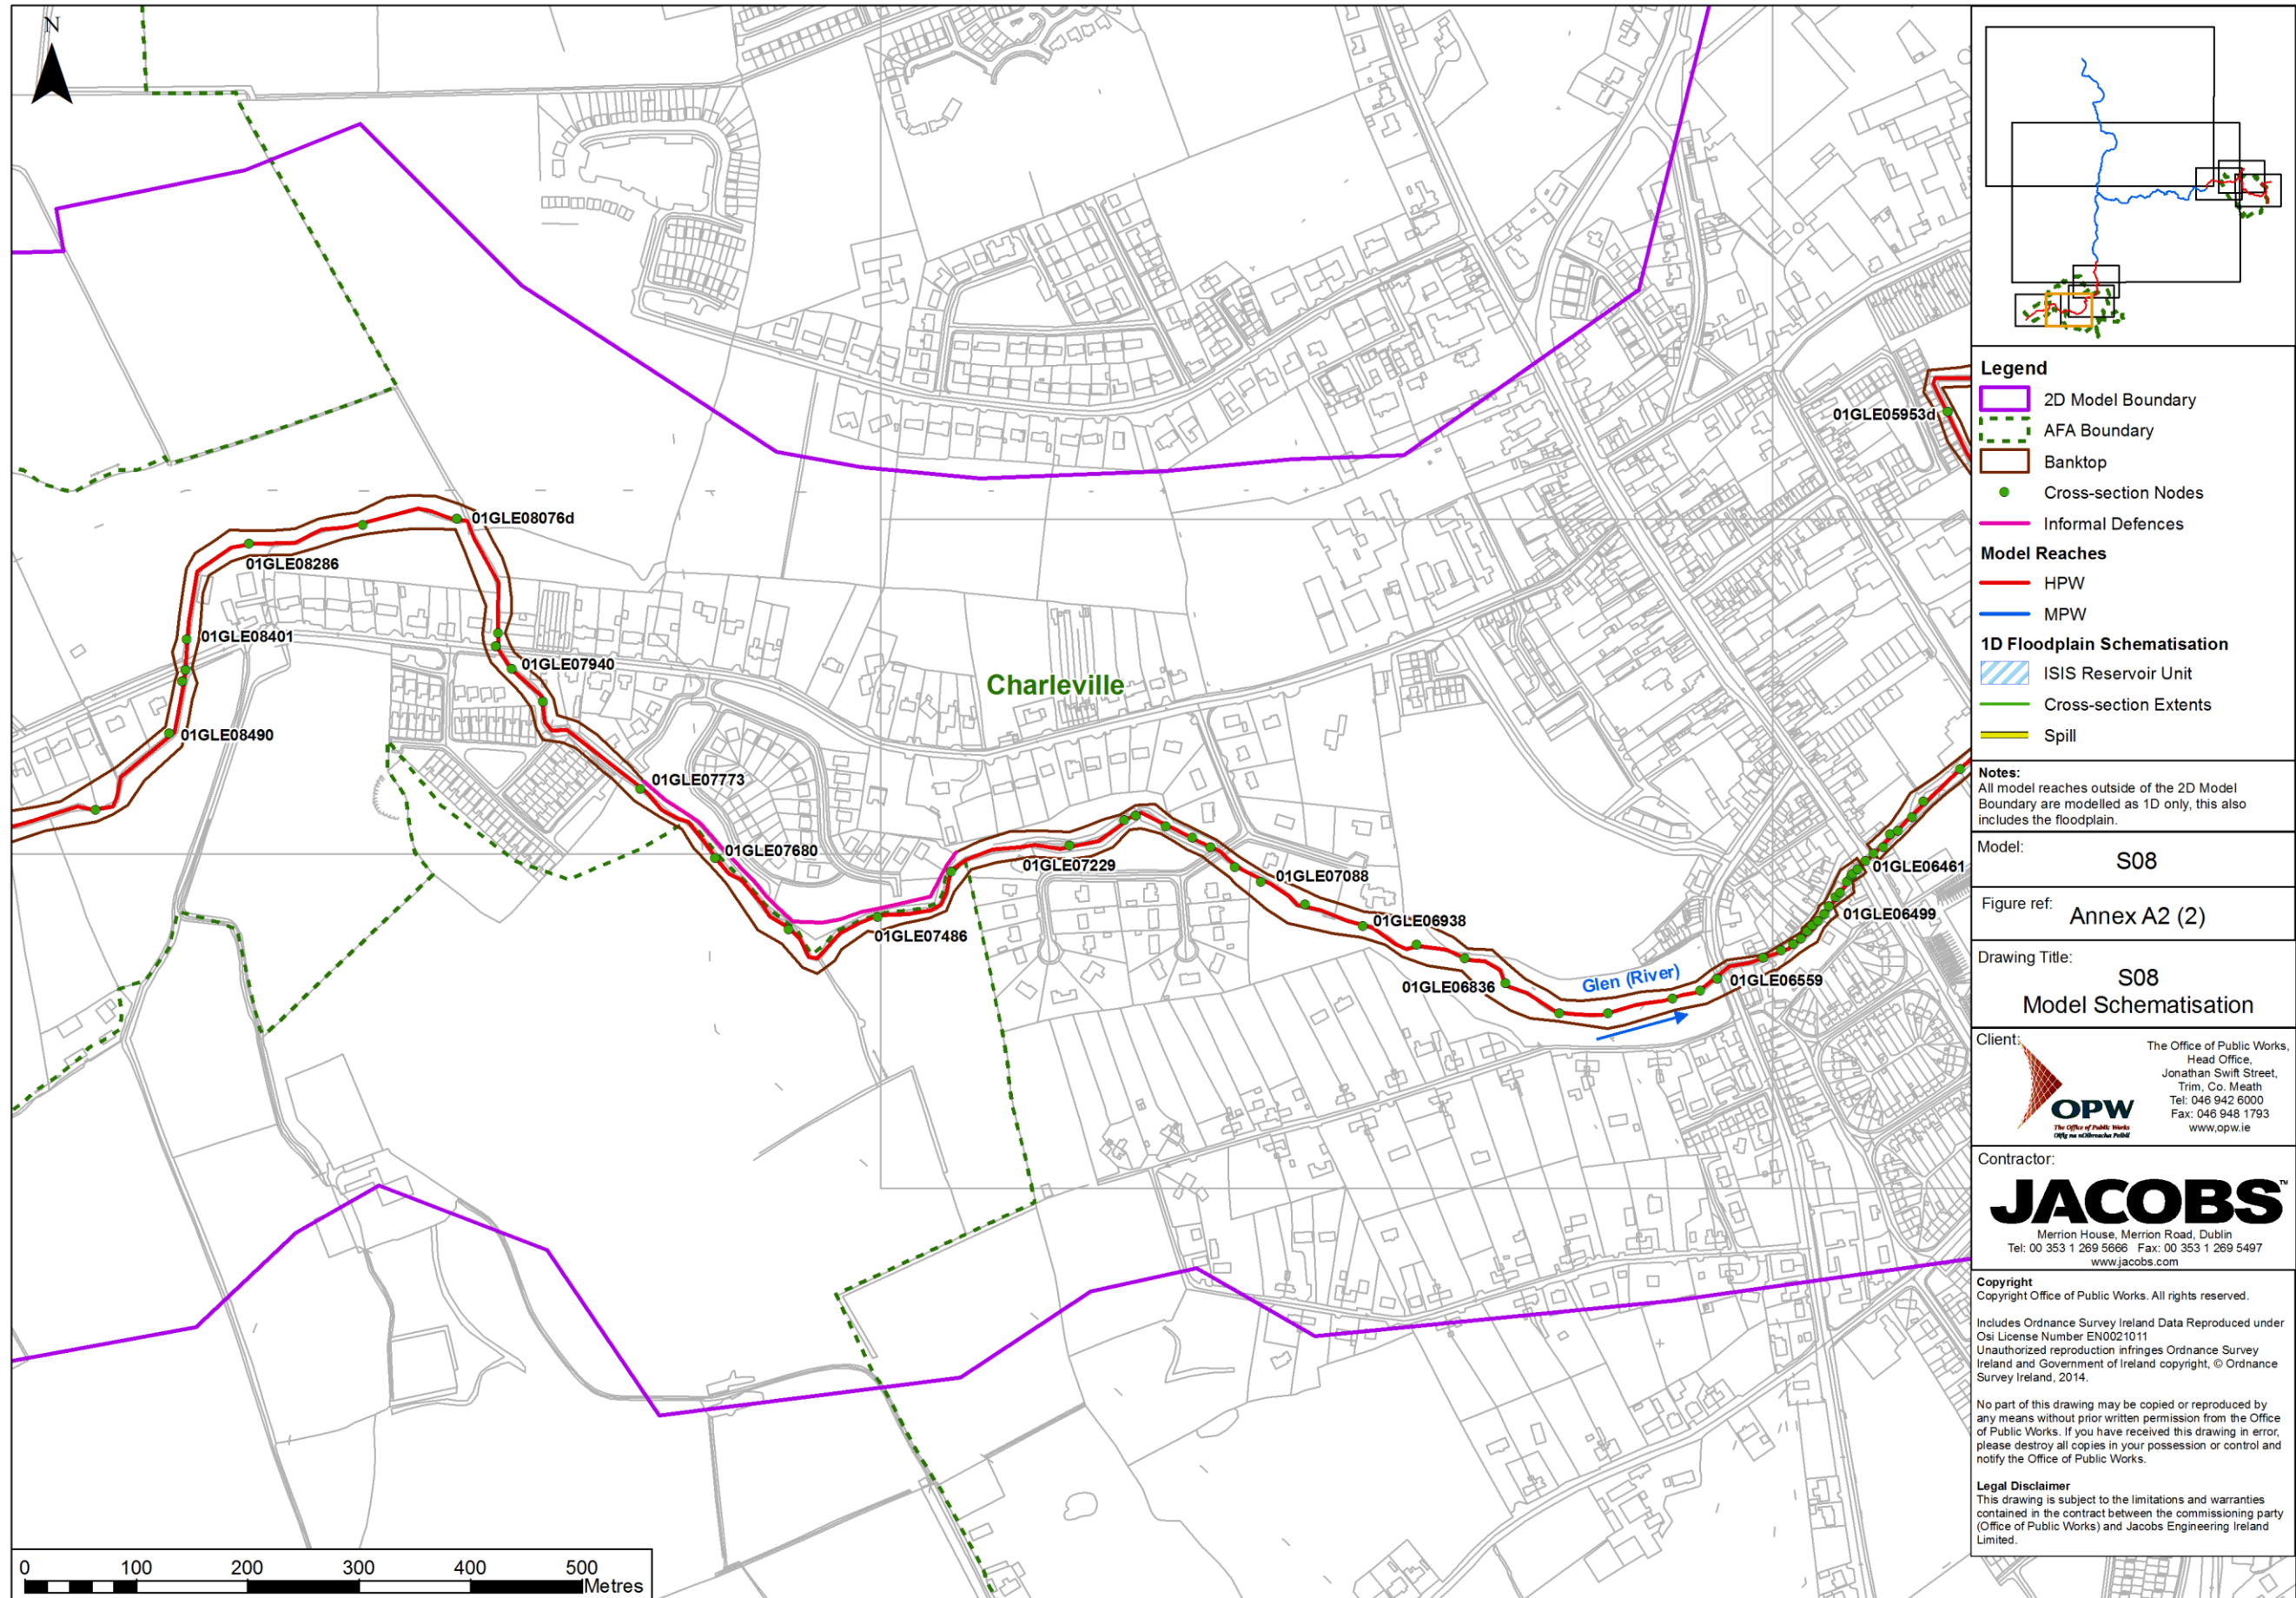 N
01GLE05953d
01GLE08076d
01GLE08286
01GLE08401
01GLE07940
Charleville
01GLE08490
01GLE07773
01GLE07680
01GLE07229
01GLE07088
01GLE06461
01GLE06499
01GLE07486
01GLE06938
01GLE06836
Glen (River)
01GLE06559
0 100 200 300 400 500
Metres
Legend
2D Model Boundary
AFA Boundary
Banktop
Cross-section Nodes
Informal Defences
Model Reaches
HPW
MPW
1D Floodplain Schematisation
ISIS Reservoir Unit
Cross-section Extents
Spill
Notes:
All model reaches outside of the 2D Model
Boundary are modelled as 1D only, this also
includes the floodplain.
Model:
S08
Figure ref:
Annex A2 (2)
Drawing Title:
S08
Model Schematisation
Client:
The Office of Public Works,
Head Office,
Jonathan Swift Street,
Trim, Co. Meath
Tel: 046 942 6000
Fax: 046 948 1793
www.opw.ie
OPW
The Office of Public Works
Oifig na nOibreacha Poiblí
Contractor:
JACOBS™
Merrion House, Merrion Road, Dublin
Tel: 00 353 1 269 5666 Fax: 00 353 1 269 5497
www.jacobs.com
Copyright
Copyright Office of Public Works. All rights reserved.
Includes Ordnance Survey Ireland Data Reproduced under
Osi License Number EN0021011
Unauthorized reproduction infringes Ordnance Survey
Ireland and Government of Ireland copyright, © Ordnance
Survey Ireland, 2014.
No part of this drawing may be copied or reproduced by
any means without prior written permission from the Office
of Public Works. If you have received this drawing in error,
please destroy all copies in your possession or control and
notify the Office of Public Works.
Legal Disclaimer
This drawing is subject to the limitations and warranties
contained in the contract between the commissioning party
(Office of Public Works) and Jacobs Engineering Ireland
Limited.